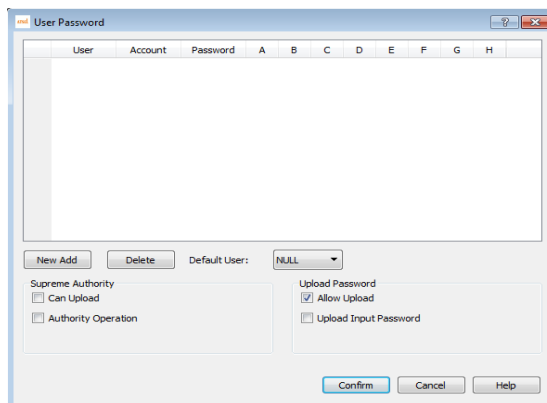 User Password
User Account Password A B C D E F G H
New Add Delete Default User: NULL
Supreme Authority Upload Password
Can Upload Allow Upload
Authority Operation Upload Input Password
Confirm Cancel Help